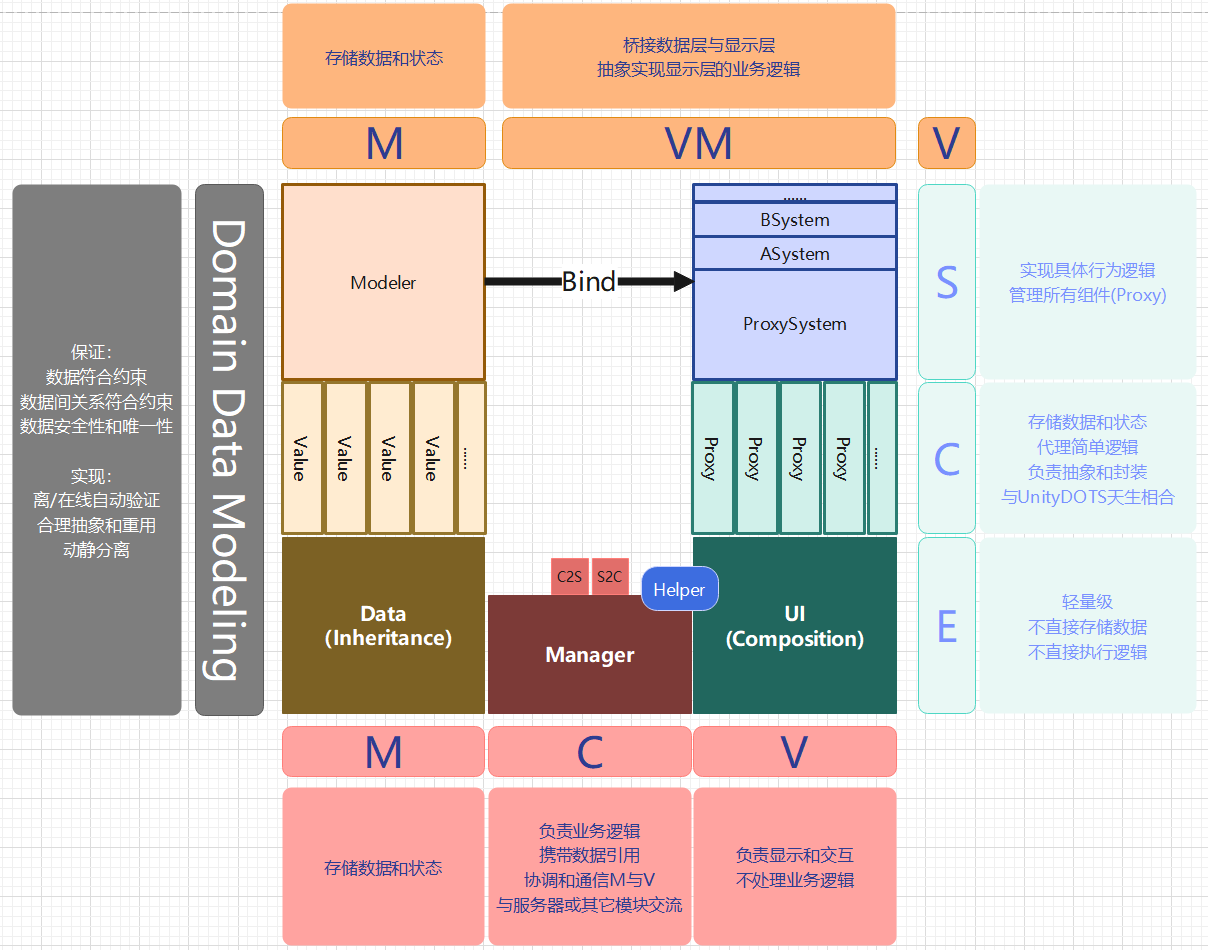 存储数据和状态
桥接数据层与显示层
抽象实现显示层的业务逻辑
M
VM
V
保证：
数据符合约束
数据间关系符合约束
数据安全性和唯一性
实现：
离/在线自动验证
合理抽象和重用
动静分离
Domain Data Modeling
Modeler
Bind
......
BSystem
ASystem
ProxySystem
S
实现具体行为逻辑
管理所有组件(Proxy)
Value
Value
Value
Value
......
Proxy
Proxy
Proxy
Proxy
......
C
存储数据和状态
代理简单逻辑
负责抽象和封装
与UnityDOTS天生相合
Data
(Inheritance)
C2S
S2C
Helper
Manager
UI
(Composition)
E
轻量级
不直接存储数据
不直接执行逻辑
M
C
V
存储数据和状态
负责业务逻辑
携带数据引用
协调和通信M与V
与服务器或其它模块交流
负责显示和交互
不处理业务逻辑